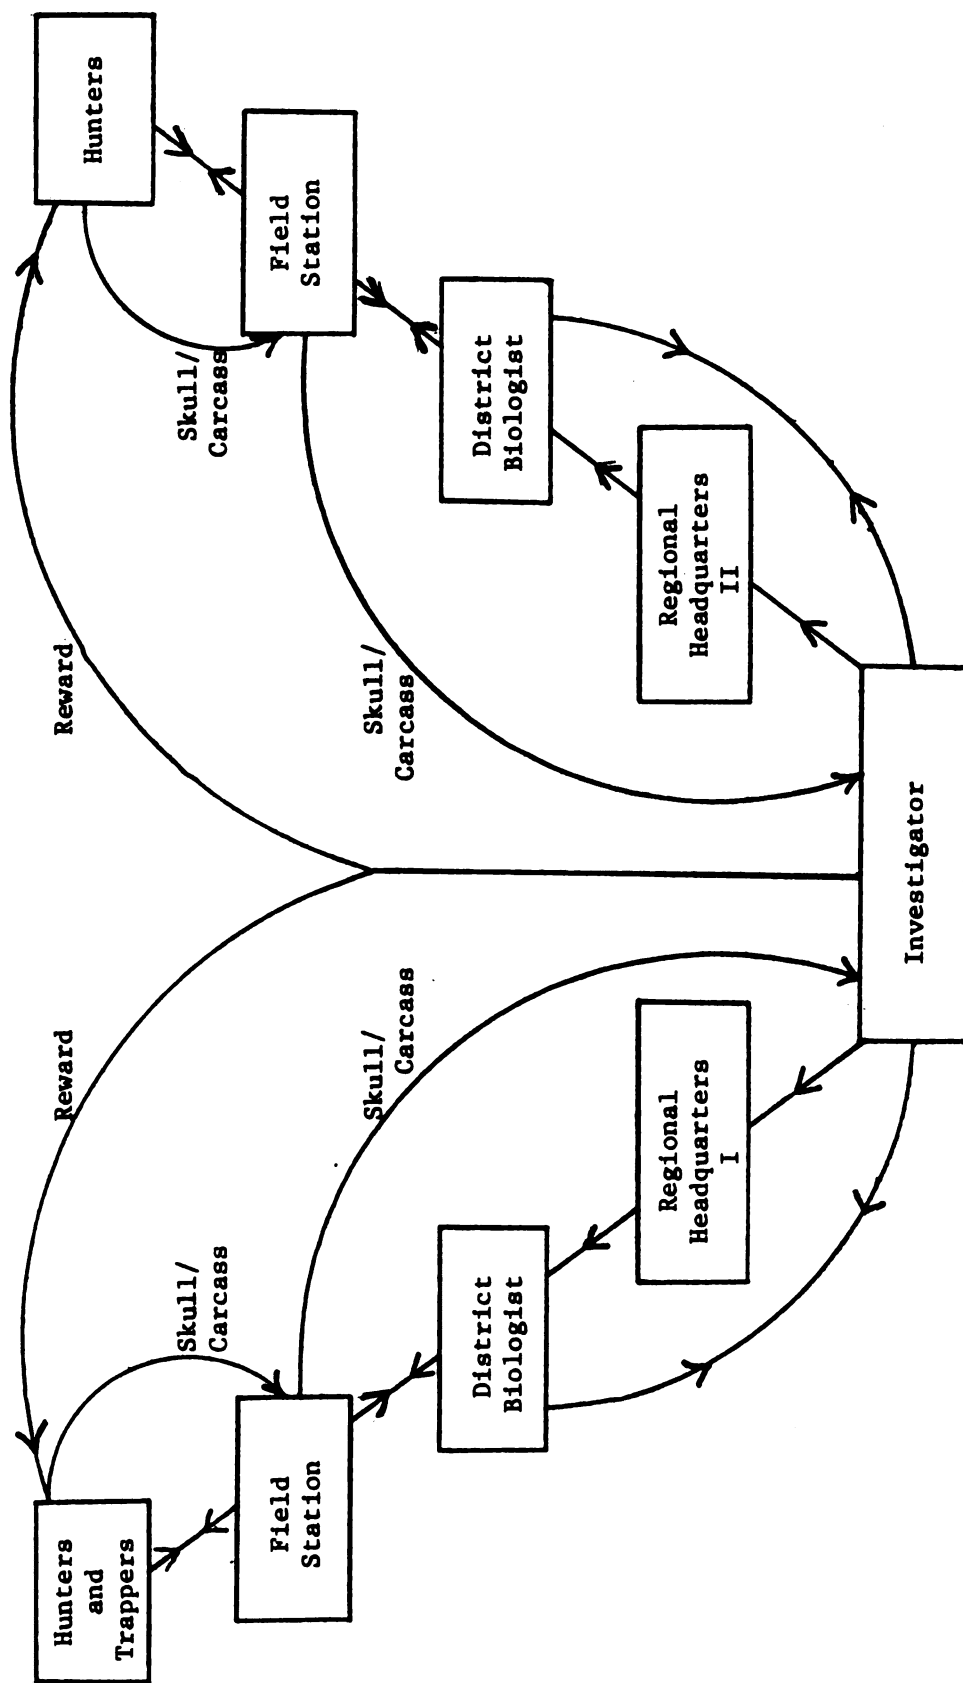 Hunters
and
Trappers
Reward
Reward
Hunters
Skull/
Carcass
Skull/
Carcass
Field
Station
Field
Station
Skull/
Carcass
Skull/
Carcass
District
Biologist
District
Biologist
Regional
Headquarters
I
Regional
Headquarters
II
Investigator